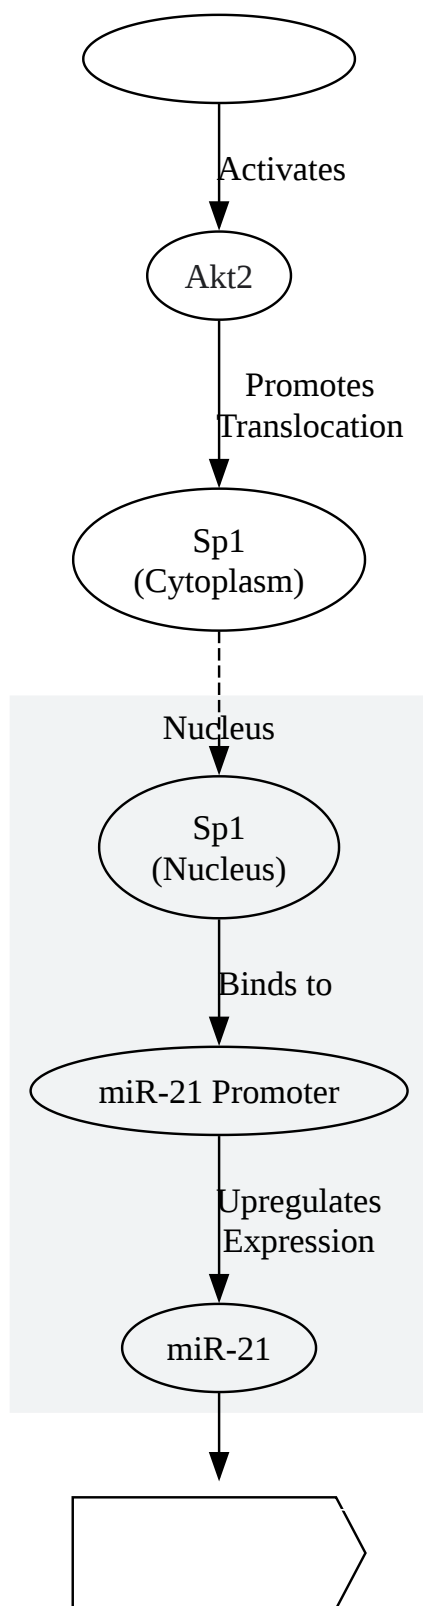 Activates
Akt2
Promotes
Translocation
Sp1
(Cytoplasm)
Nucleus
Sp1
(Nucleus)
Binds to
miR-21 Promoter
Upregulates
Expression
miR-21